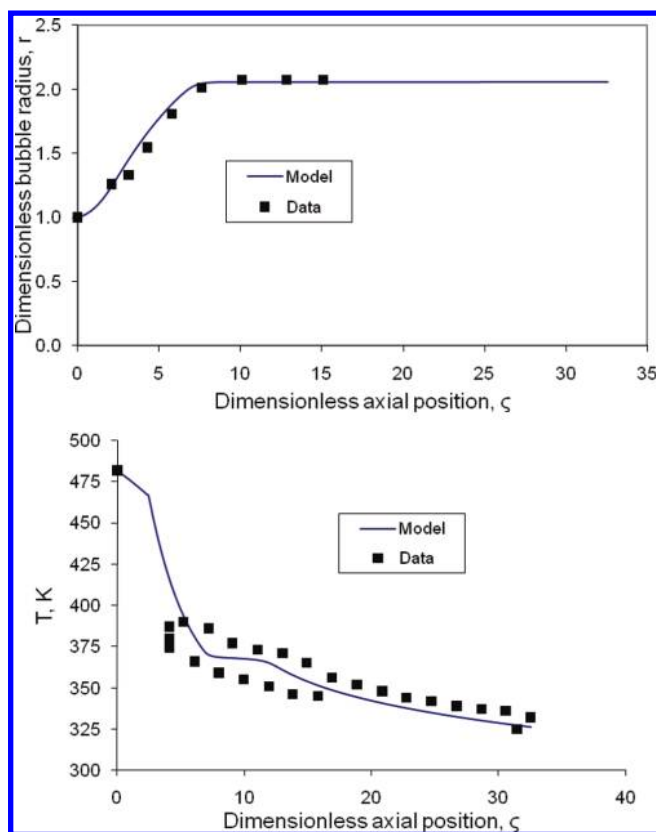 Dimensionless bubble radius, r
2.5
2.0
1.5
1.0
0.5
0.0
Model
Data
0 5 10 15 20 25 30 35
Dimensionless axial position, ς
T, K
500
475
450
425
400
375
350
325
300
Model
Data
0 10 20 30 40
Dimensionless axial position, ς